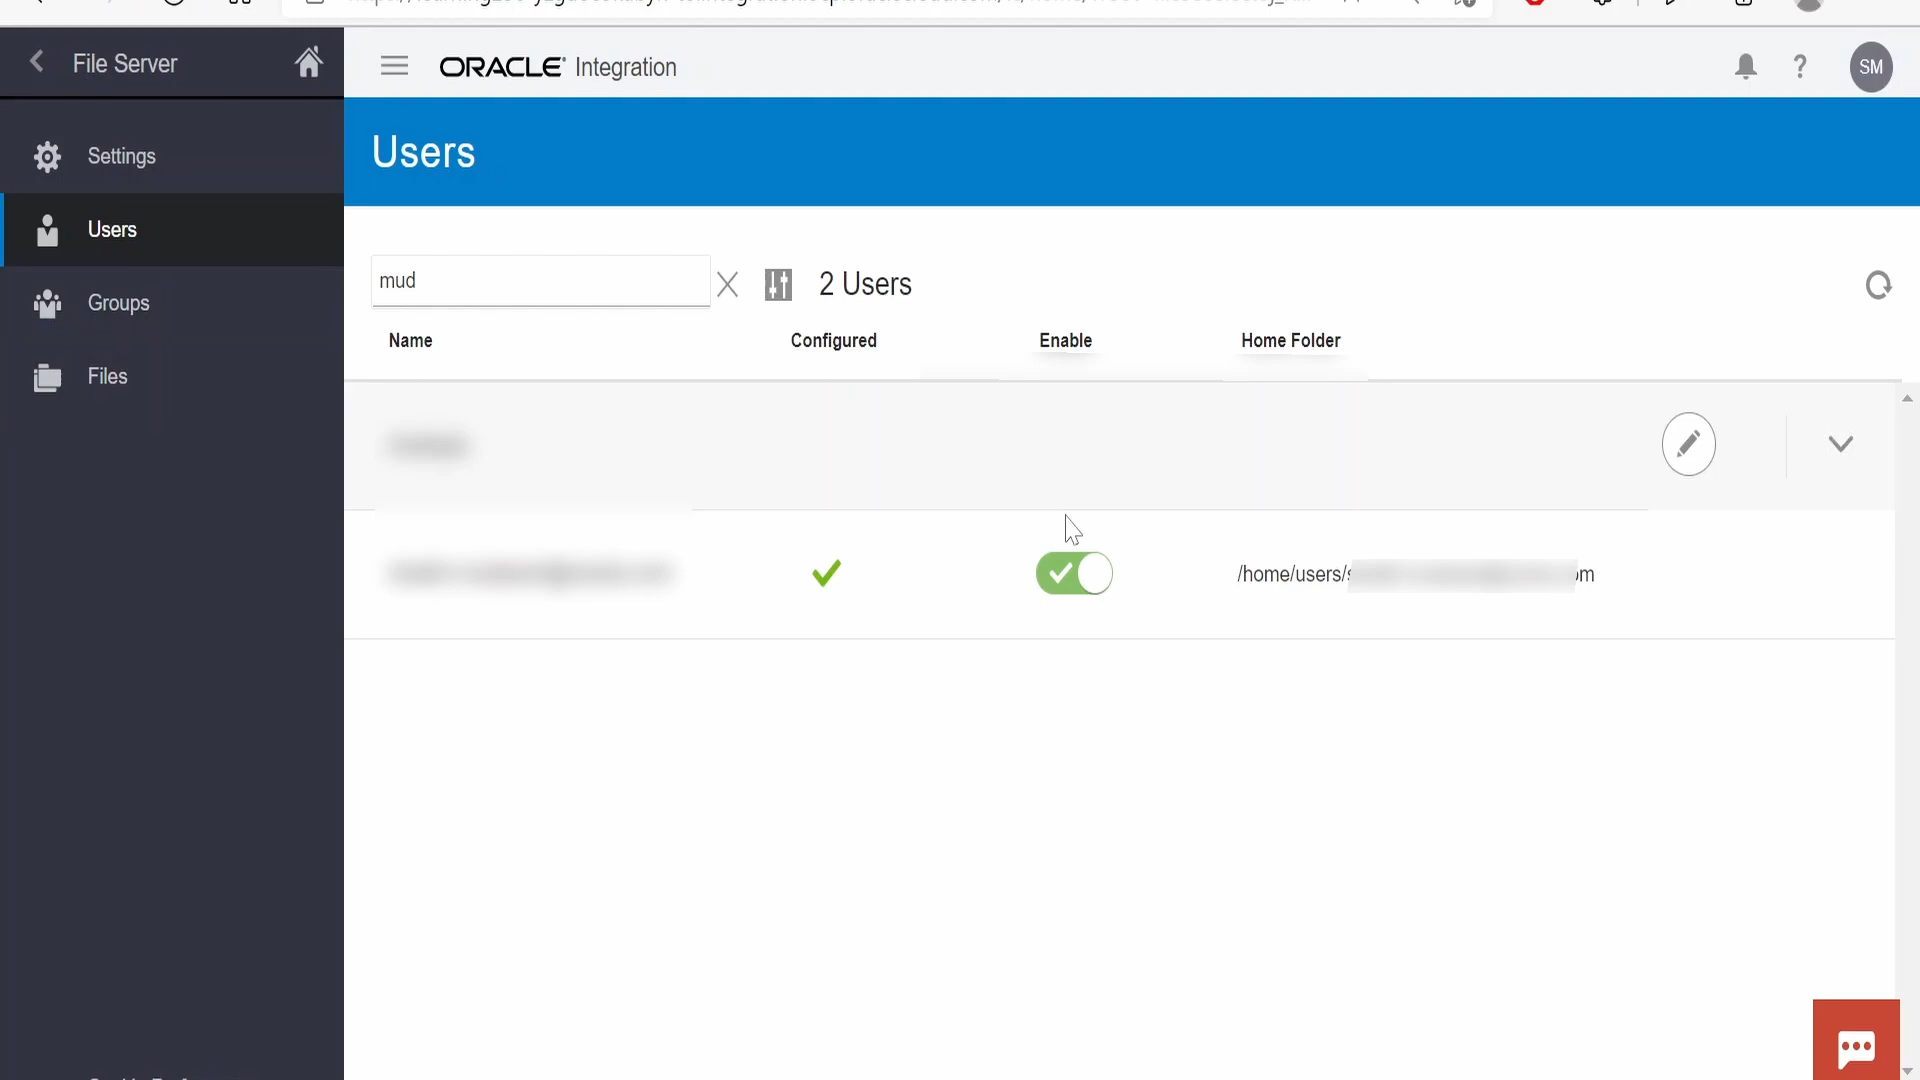 File Server
ORACLE Integration
SM
Settings
Users
Users
Groups
Files
mud
2 Users
Name
Configured
Enable
Home Folder
/home/users/